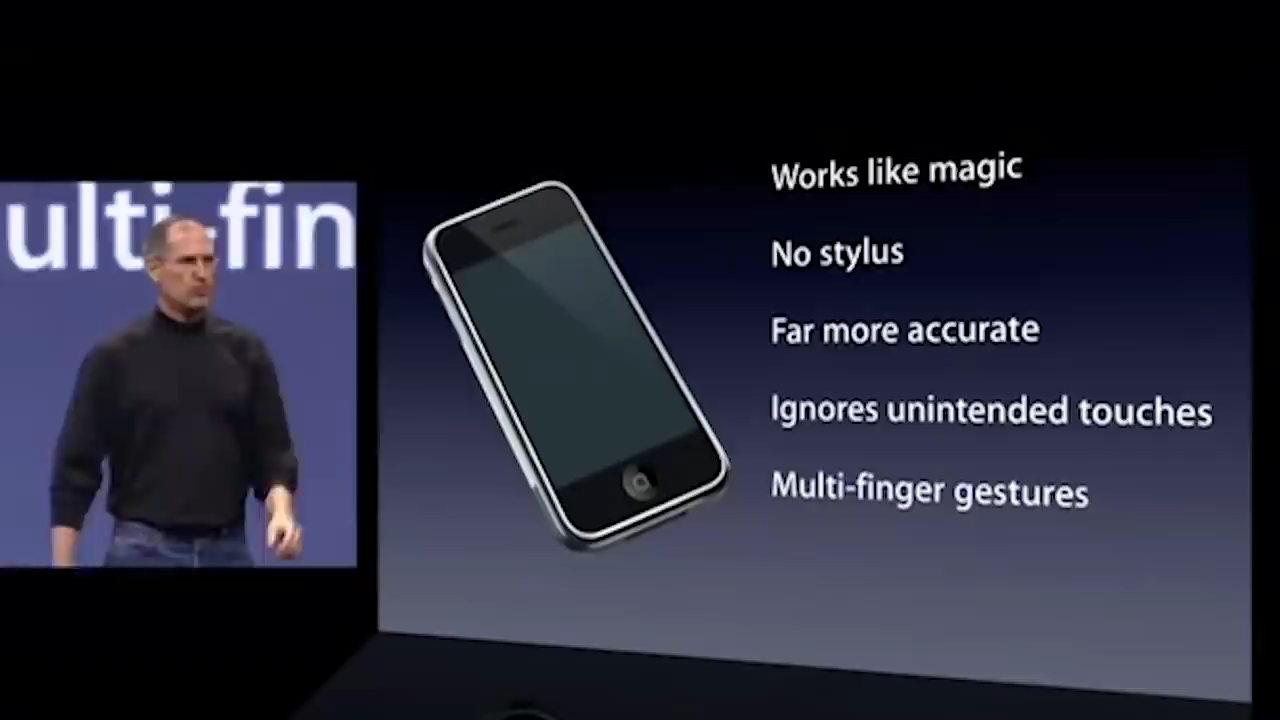 ulti-fin
Works like magic
No stylus
Far more accurate
Ignores unintended touches
Multi-finger gestures